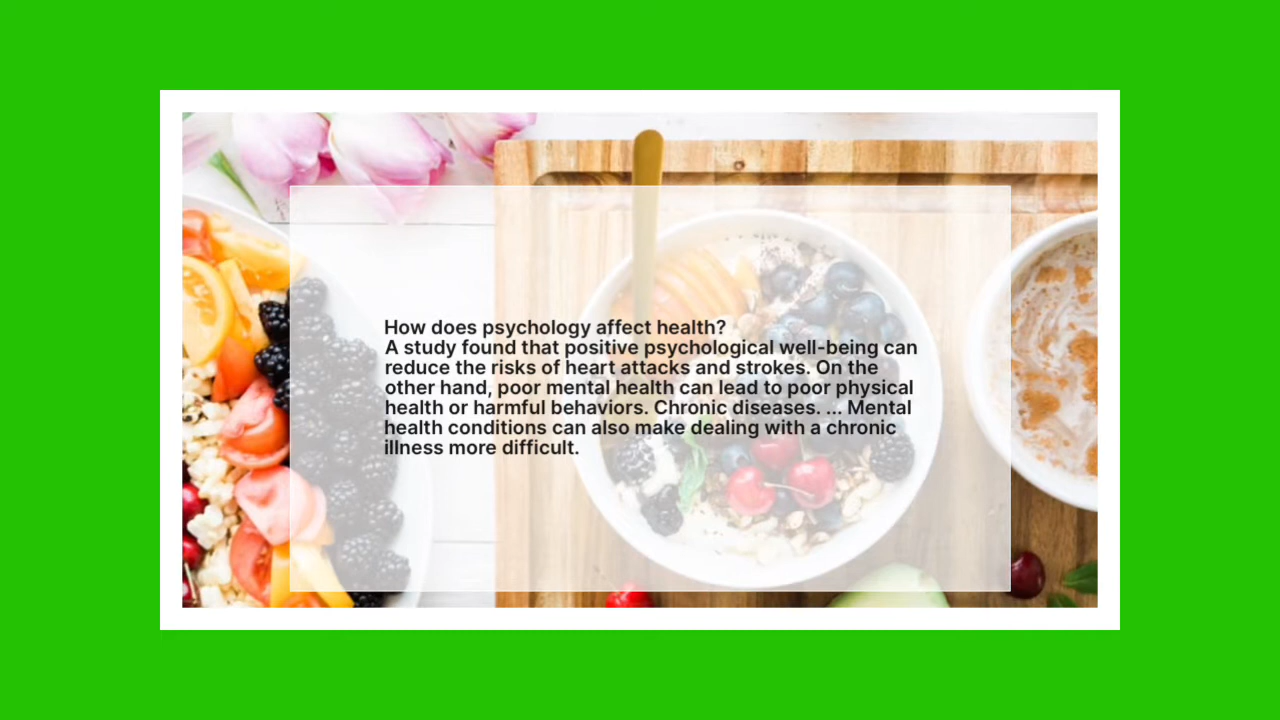 How does psychology affect health?
A study found that positive psychological well-being can
reduce the risks of heart attacks and strokes. On the
other hand, poor mental health can lead to poor physical
health or harmful behaviors. Chronic diseases. ... Mental
health conditions can also make dealing with a chronic
illness more difficult.